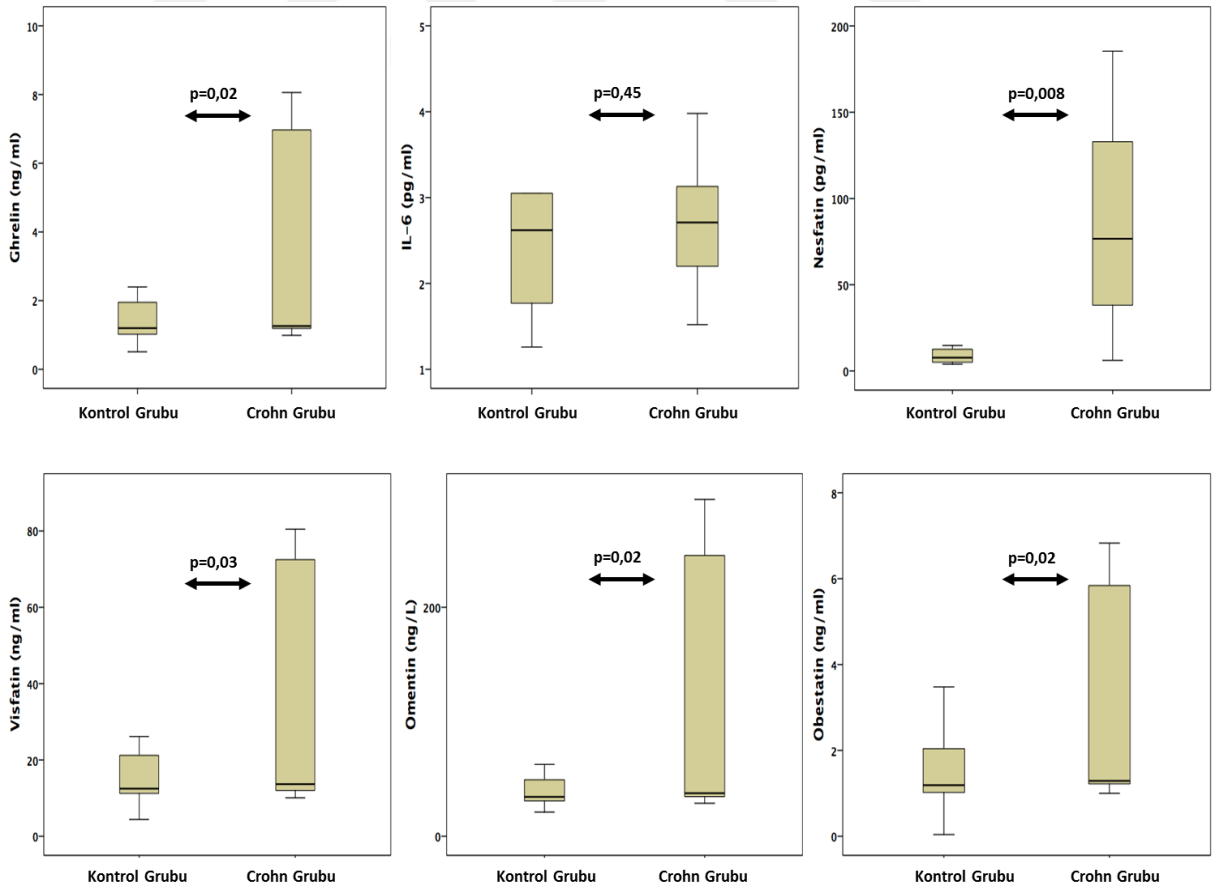 Ghrelin (ng/ml)
10
8
6
4
2
0
p=0,02
Kontrol Grubu
Crohn Grubu
IL-6 (pg/ml)
5
4
3
2
1
p=0,45
Kontrol Grubu
Crohn Grubu
Nesfatin (pg/ml)
200
150
100
50
0
p=0,008
Kontrol Grubu
Crohn Grubu
Visfatin (ng/ml)
80
60
40
20
0
p=0,03
Kontrol Grubu
Crohn Grubu
Omentin (ng/L)
200
0
p=0,02
Kontrol Grubu
Crohn Grubu
Obestatin (ng/ml)
8
6
4
2
0
p=0,02
Kontrol Grubu
Crohn Grubu